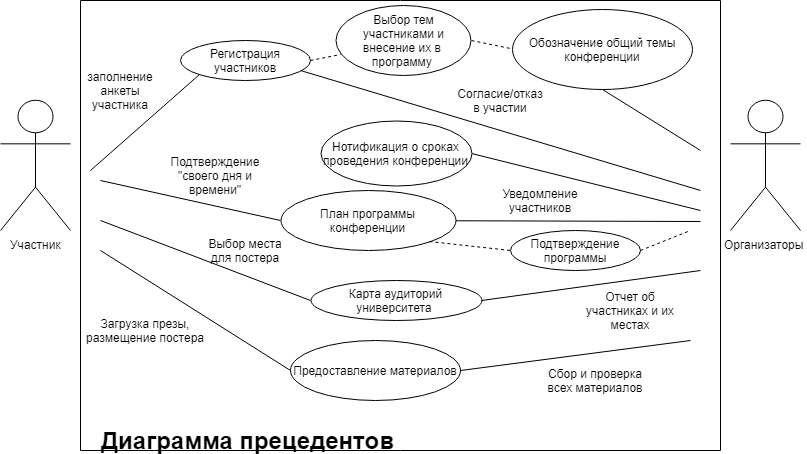 Выбор тем
участниками и
внесение их в
программу
Обозначение общий темы
конференции
Регистрация
участников
заполнение
анкеты
участника
Согласие/отказ
в участии
Нотификация о сроках
проведения конференции
Подтверждение
"своего дня и
времени"
Уведомление
участников
План программы
конференции
Участник
Выбор места
для постера
Подтверждение
программы
Организаторы
Карта аудиторий
университета
Отчет об
участниках и их
местах
Загрузка презы,
размещение постера
Предоставление материалов
Сбор и проверка
всех материалов
Диаграмма прецедентов